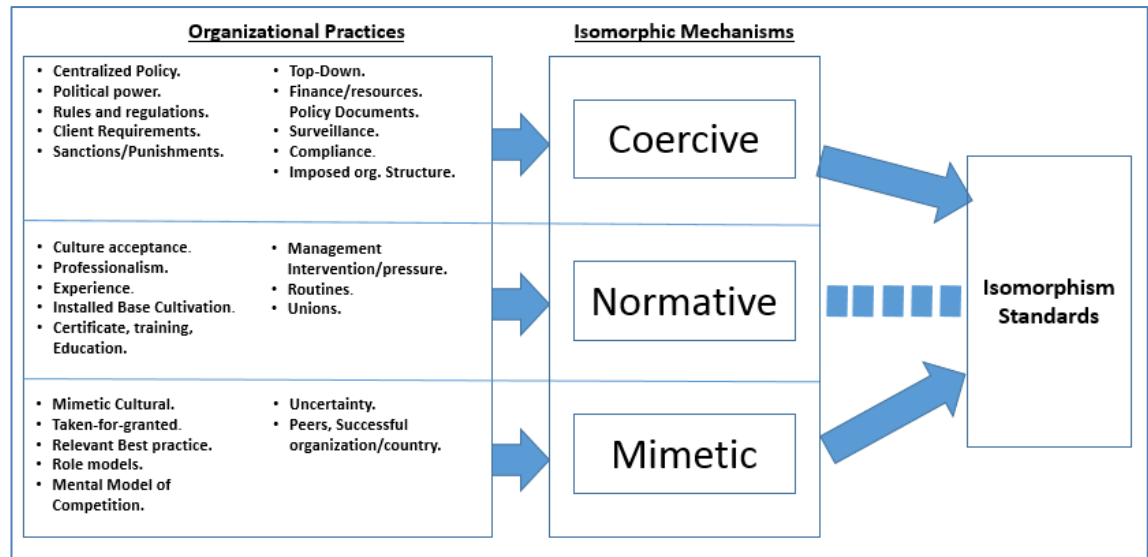 Organizational Practices
Isomorphic Mechanisms
• Centralized Policy.
• Political power.
• Rules and regulations.
• Client Requirements.
• Sanctions/Punishments.
• Top-Down.
• Finance/resources.
Policy Documents.
• Surveillance.
• Compliance.
• Imposed org. Structure.
Coercive
• Culture acceptance.
• Professionalism.
• Experience.
• Installed Base Cultivation.
• Certificate, training,
Education.
• Management
Intervention/pressure.
• Routines.
• Unions.
Normative
• Mimetic Cultural.
• Taken-for-granted.
• Relevant Best practice.
• Role models.
• Mental Model of
Competition.
• Uncertainty.
• Peers, Successful
organization/country.
Mimetic
Isomorphism
Standards